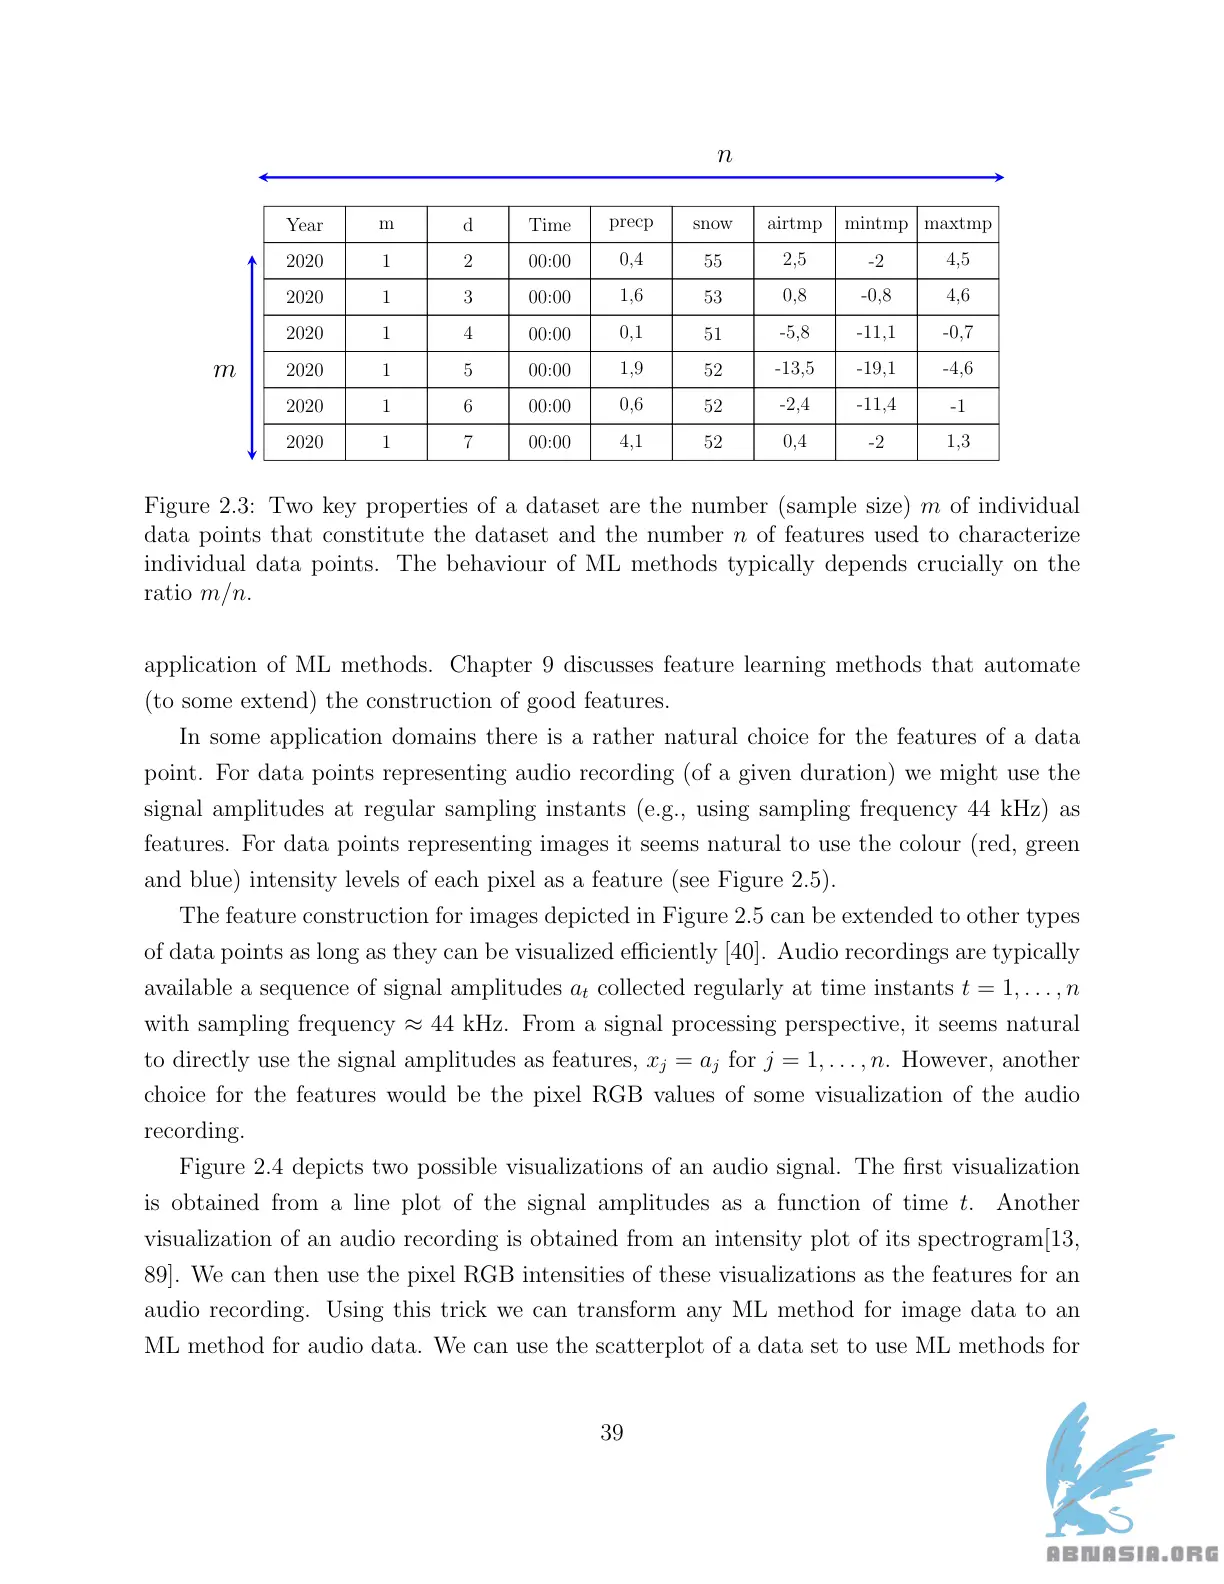 n
Year m d Time precp snow airtmp mintmp maxtmp
2020 1 2 00:00 0,4 55 2,5 -2 4,5
2020 1 3 00:00 1,6 53 0,8 -0,8 4,6
2020 1 4 00:00 0,1 51 -5,8 -11,1 -0,7
m 2020 1 5 00:00 1,9 52 -13,5 -19,1 -4,6
2020 1 6 00:00 0,6 52 -2,4 -11,4 -1
2020 1 7 00:00 4,1 52 0,4 -2 1,3
Figure 2.3: Two key properties of a dataset are the number (sample size) m of individual
data points that constitute the dataset and the number n of features used to characterize
individual data points. The behaviour of ML methods typically depends crucially on the
ratio m/n.
application of ML methods. Chapter 9 discusses feature learning methods that automate
(to some extend) the construction of good features.
In some application domains there is a rather natural choice for the features of a data
point. For data points representing audio recording (of a given duration) we might use the
signal amplitudes at regular sampling instants (e.g., using sampling frequency 44 kHz) as
features. For data points representing images it seems natural to use the colour (red, green
and blue) intensity levels of each pixel as a feature (see Figure 2.5).
The feature construction for images depicted in Figure 2.5 can be extended to other types
of data points as long as they can be visualized efficiently [40]. Audio recordings are typically
available a sequence of signal amplitudes aₜ collected regularly at time instants t = 1, . . . , n
with sampling frequency ≈ 44 kHz. From a signal processing perspective, it seems natural
to directly use the signal amplitudes as features, xⱼ = aⱼ for j = 1, . . . , n. However, another
choice for the features would be the pixel RGB values of some visualization of the audio
recording.
Figure 2.4 depicts two possible visualizations of an audio signal. The first visualization
is obtained from a line plot of the signal amplitudes as a function of time t. Another
visualization of an audio recording is obtained from an intensity plot of its spectrogram[13,
89]. We can then use the pixel RGB intensities of these visualizations as the features for an
audio recording. Using this trick we can transform any ML method for image data to an
ML method for audio data. We can use the scatterplot of a data set to use ML methods for
39
ABNASIA.ORG